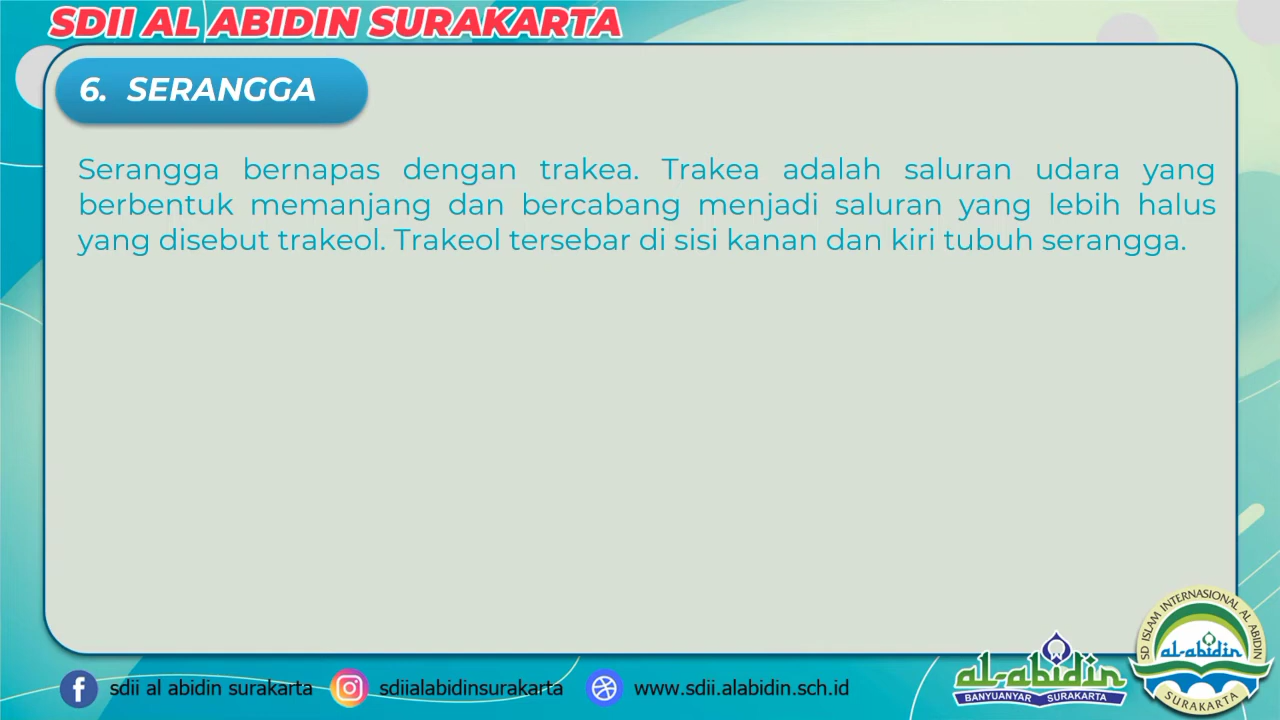 SDII AL ABIDIN SURAKARTA
6. SERANGGA
Serangga bernapas dengan trakea. Trakea adalah saluran udara yang
berbentuk memanjang dan bercabang menjadi saluran yang lebih halus
yang disebut trakeol. Trakeol tersebar di sisi kanan dan kiri tubuh serangga.
sdii al abidin surakarta
sdiialabidinsurakarta
www.sdii.alabidin.sch.id
al-abidin
BANYUANYAR SURAKARTA
SD ISLAM INTERNASIONAL AL ABIDIN
al-abidin
SURAKARTA